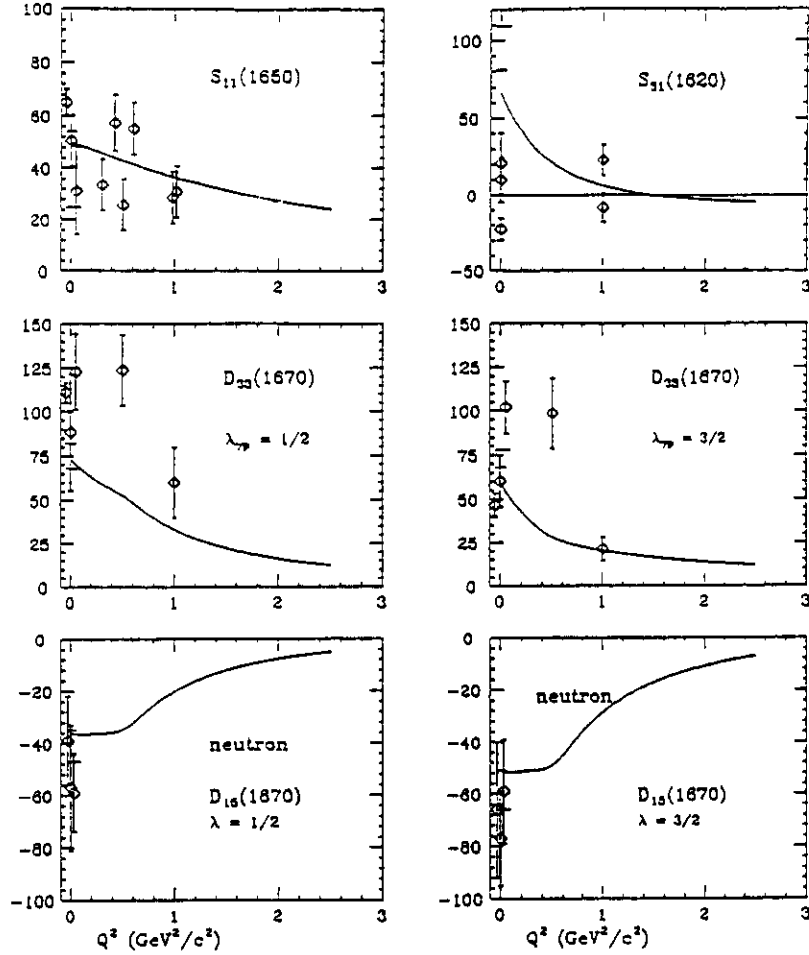 100
80
60
40
20
0
S₁₁(1650)
0 1 2 3
100
50
0
-50
S₃₁(1620)
0 1 2 3
150
125
100
75
50
25
0
D₃₃(1670)
λγp = 1/2
0 1 2 3
150
125
100
75
50
25
0
D₃₃(1670)
λγp = 3/2
0 1 2 3
0
-20
-40
-60
-80
-100
neutron
D₁₅(1670)
λ = 1/2
0 1 2 3
Q² (GeV²/c²)
0
-20
-40
-60
-80
-100
neutron
D₁₅(1670)
λ = 3/2
0 1 2 3
Q² (GeV²/c²)